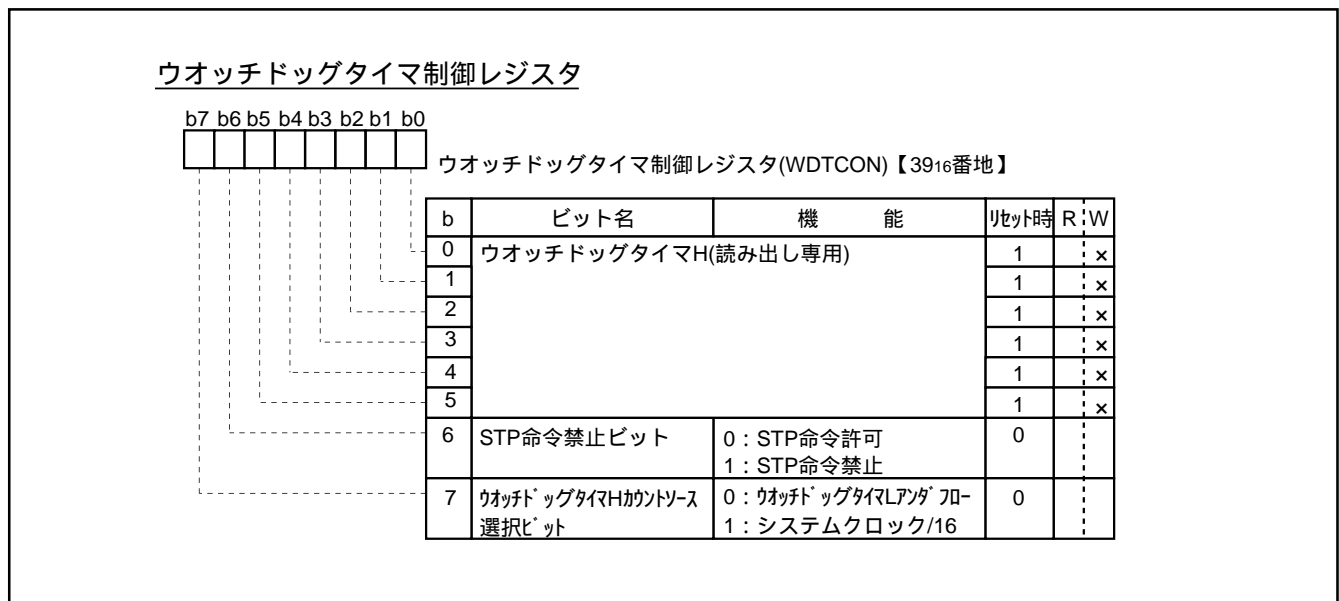 ウオッチドッグタイマ制御レジスタ
b7 b6 b5 b4 b3 b2 b1 b0
ウオッチドッグタイマ制御レジスタ(WDTCON)【3916番地】
b ビット名 機 能 ﾘｾｯﾄ時 R W
0 ウオッチドッグタイマH(読み出し専用) 1 ×
1 1 ×
2 1 ×
3 1 ×
4 1 ×
5 1 ×
6 STP命令禁止ビット 0：STP命令許可 0
1：STP命令禁止
7 ｳｵｯﾁﾄﾞｯｸﾞﾀｲﾏHｶｳﾝﾄｿｰｽ 0：ｳｵｯﾁﾄﾞｯｸﾞﾀｲﾏLｱﾝﾀﾞﾌﾛｰ 0
選択ﾋﾞｯﾄ 1：システムクロック/16